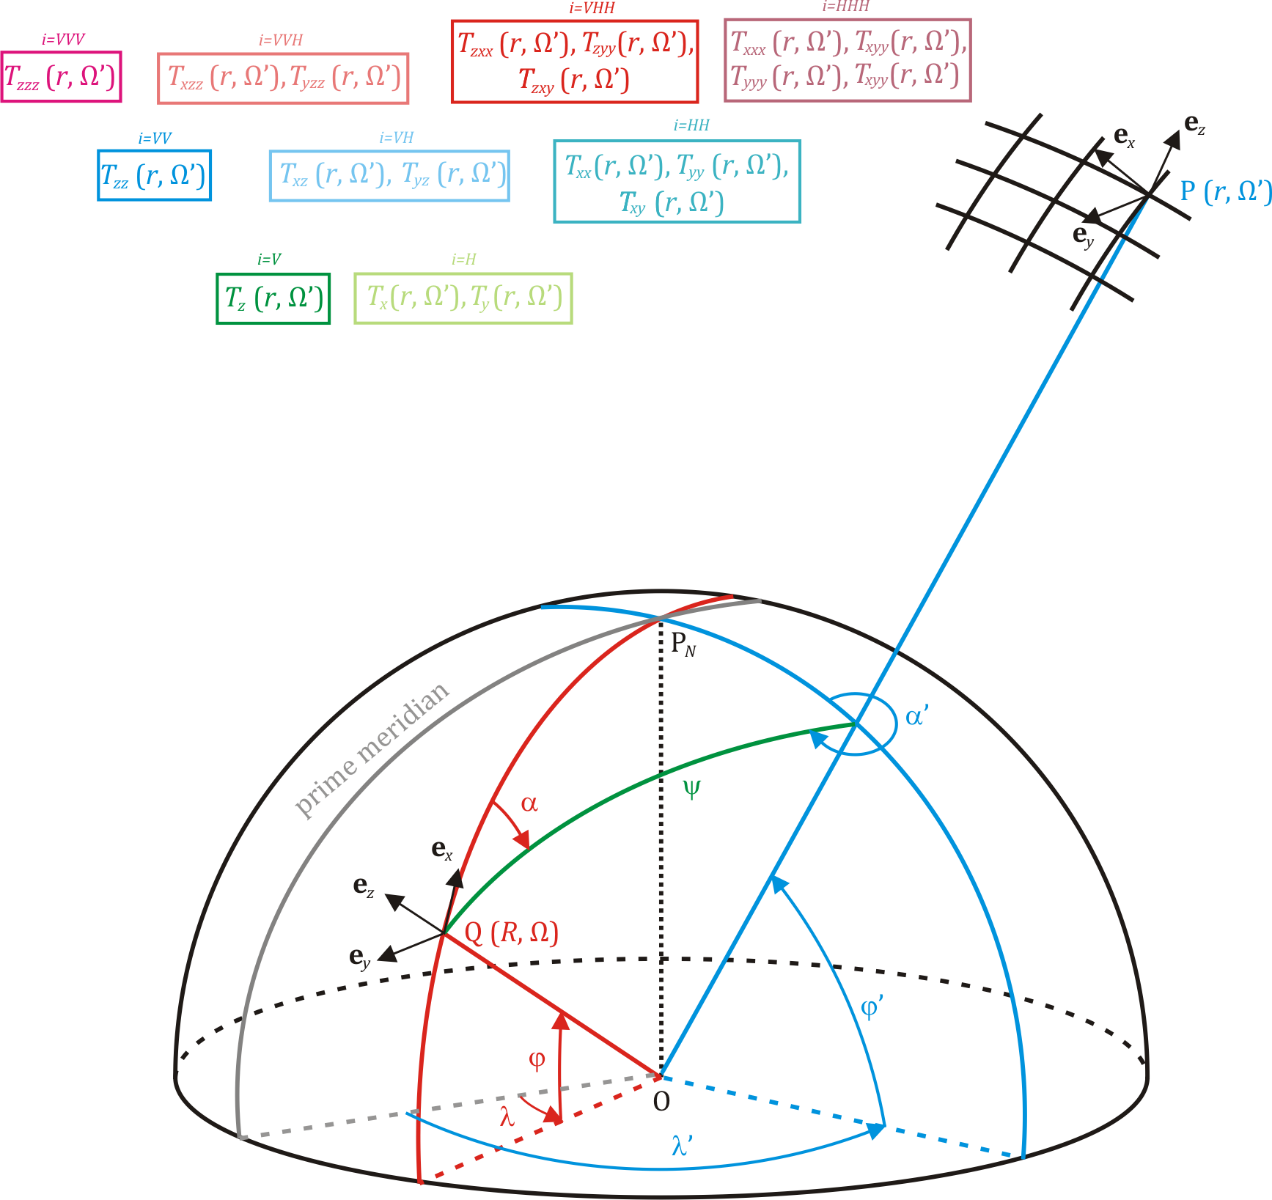 i=VVV
T_zzz (r, Ω’)
i=VVH
T_xzz (r, Ω’), T_yzz (r, Ω’)
i=VHH
T_zxx (r, Ω’), T_zyy(r, Ω’),
T_zxy(r, Ω’)
i=HHH
T_xxx (r, Ω’), T_xyy(r, Ω’),
T_yyy (r, Ω’), T_xyy(r, Ω’)
i=VV
T_zz (r, Ω’)
i=VH
T_xz (r, Ω’), T_yz (r, Ω’)
i=HH
T_xx(r, Ω’), T_yy (r, Ω’),
T_xy (r, Ω’)
i=V
T_z (r, Ω’)
i=H
T_x(r, Ω’), T_y(r, Ω’)
e_x
e_z
P (r, Ω’)
e_y
P_N
prime meridian
α’
ψ
α
e_x
e_z
Q (R, Ω)
e_y
φ’
φ
O
λ
λ’